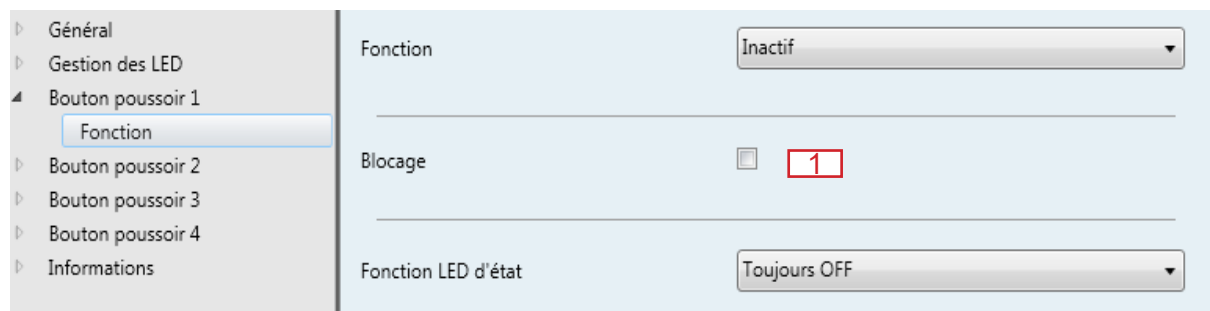 Général
Gestion des LED
Bouton poussoir 1
Fonction
Bouton poussoir 2
Bouton poussoir 3
Bouton poussoir 4
Informations
Fonction
Inactif
Blocage
1
Fonction LED d'état
Toujours OFF